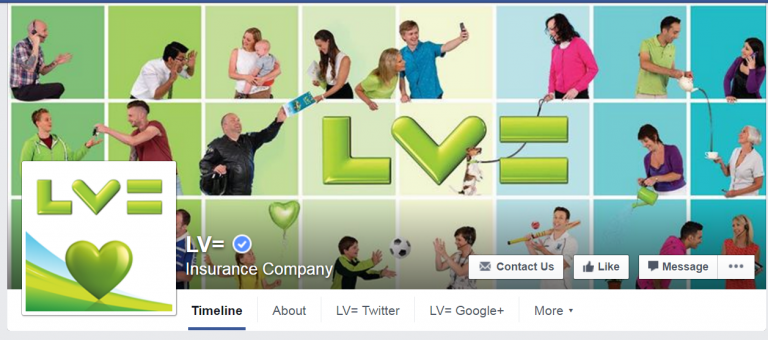 LV=
LV=
LV=
Insurance Company
Contact Us
Like
Message
Timeline
About
LV= Twitter
LV= Google+
More